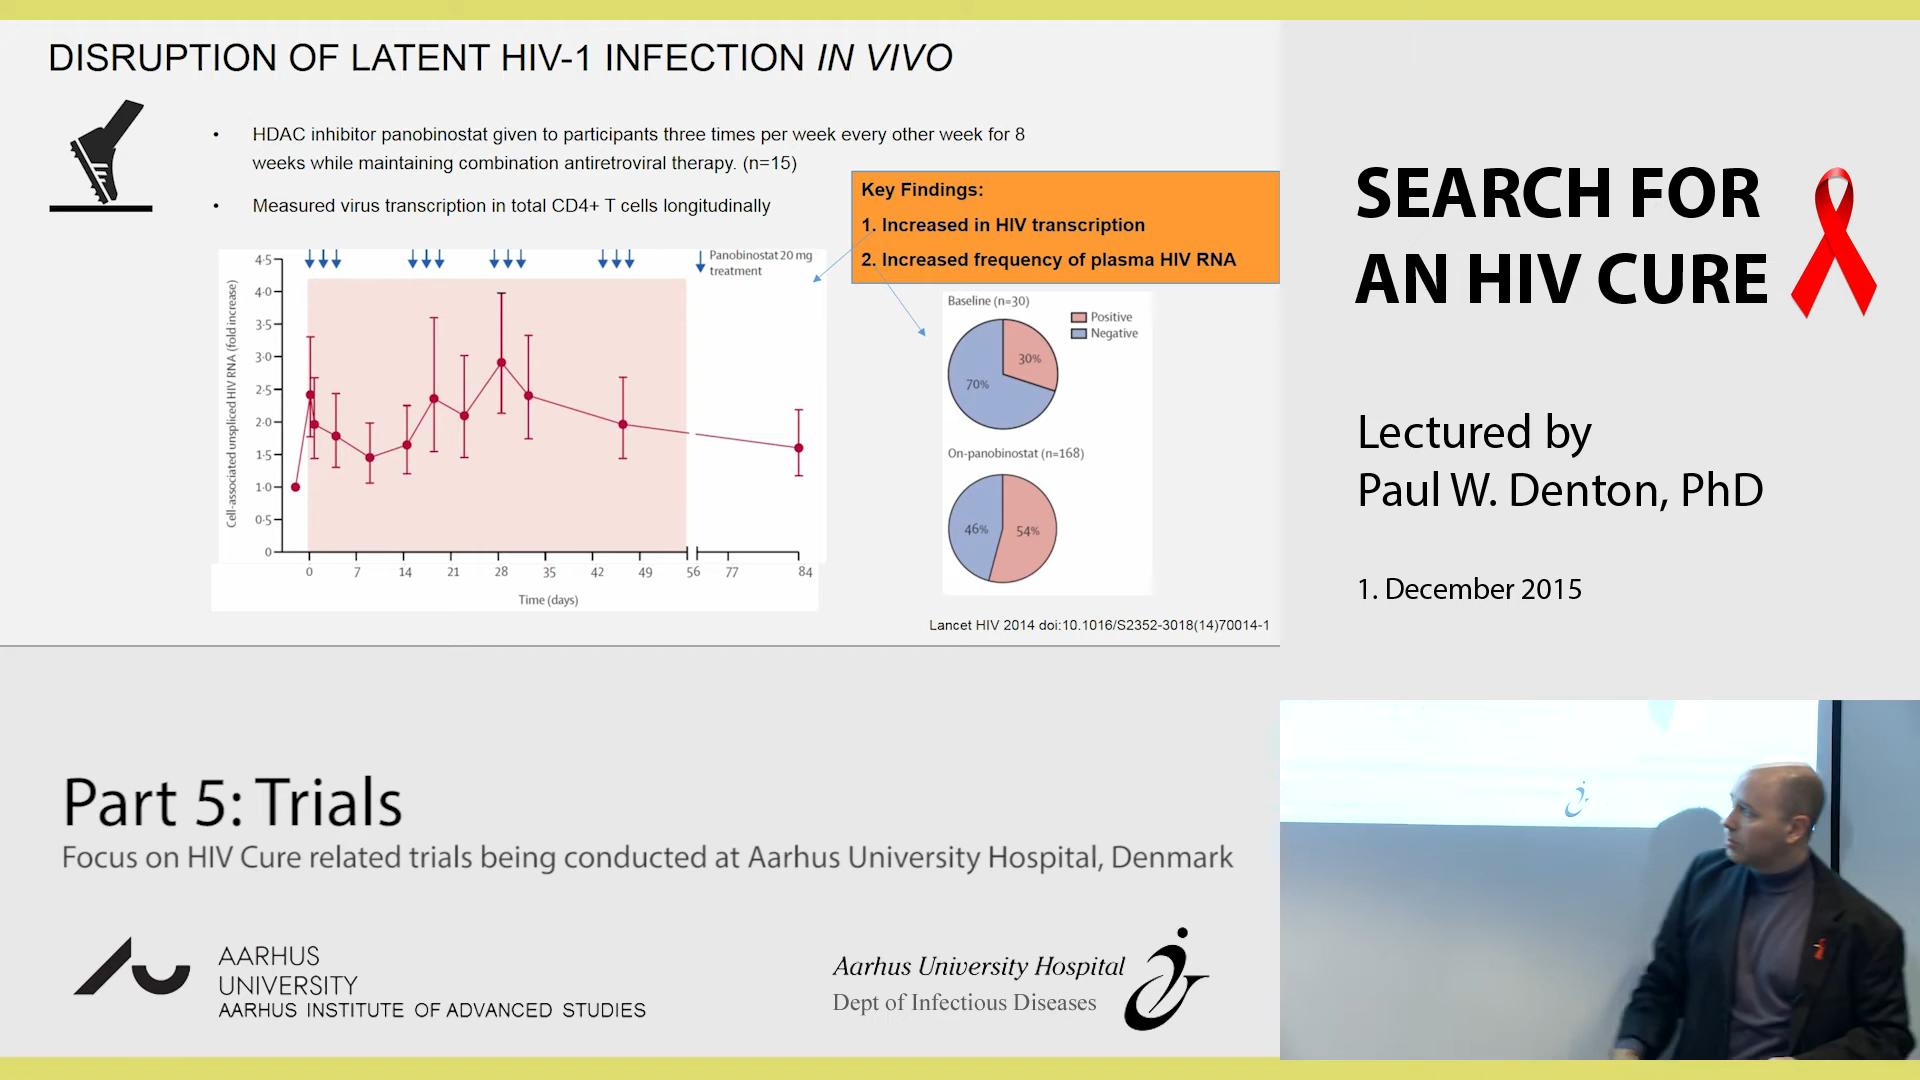 DISRUPTION OF LATENT HIV-1 INFECTION IN VIVO
• HDAC inhibitor panobinostat given to participants three times per week every other week for 8
weeks while maintaining combination antiretroviral therapy. (n=15)
• Measured virus transcription in total CD4+ T cells longitudinally
Key Findings:
1. Increased in HIV transcription
2. Increased frequency of plasma HIV RNA
Panobinostat 20 mg
treatment
Cell-associated unspliced HIV RNA (fold increase)
4·5
4·0
3·5
3·0
2·5
2·0
1·5
1·0
0·5
0
0 7 14 21 28 35 42 49 56 77 84
Time (days)
Baseline (n=30)
Positive
Negative
30%
70%
On-panobinostat (n=168)
46%
54%
Lancet HIV 2014 doi:10.1016/S2352-3018(14)70014-1
SEARCH FOR
AN HIV CURE
Lectured by
Paul W. Denton, PhD
1. December 2015
Part 5: Trials
Focus on HIV Cure related trials being conducted at Aarhus University Hospital, Denmark
AARHUS
UNIVERSITY
AARHUS INSTITUTE OF ADVANCED STUDIES
Aarhus University Hospital
Dept of Infectious Diseases